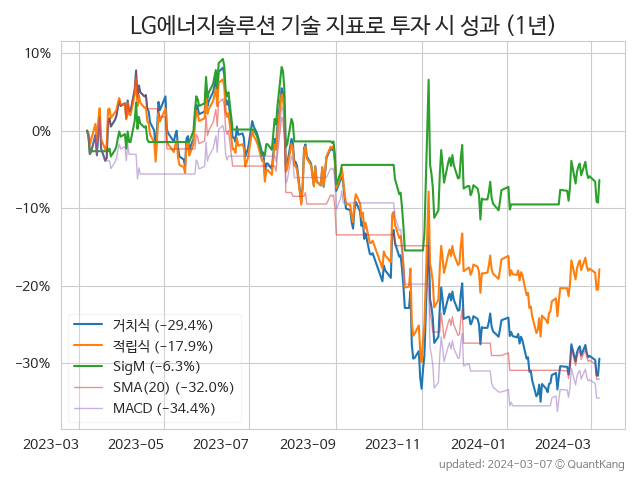 LG에너지솔루션 기술 지표로 투자 시 성과 (1년)
10%
0%
−10%
−20%
−30%
거치식 (−29.4%)
적립식 (−17.9%)
SigM (−6.3%)
SMA(20) (−32.0%)
MACD (−34.4%)
2023-03 2023-05 2023-07 2023-09 2023-11 2024-01 2024-03
updated: 2024-03-07 © QuantKang